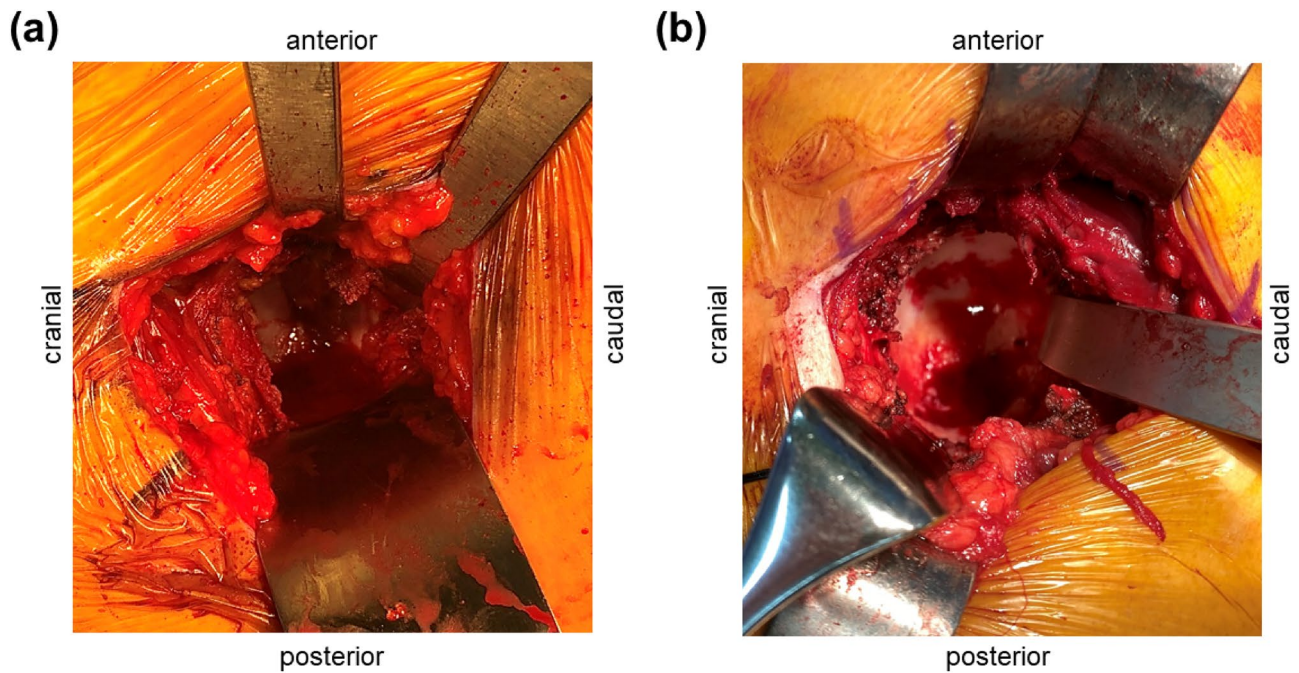 (a)
anterior
cranial
caudal
posterior
(b)
anterior
cranial
caudal
posterior